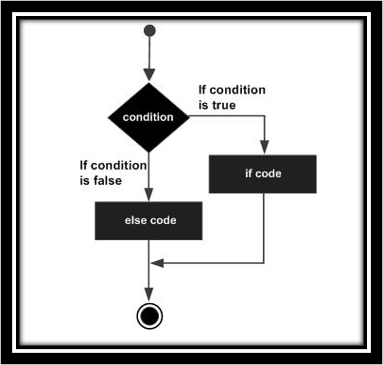 If condition
is true
condition
If condition
is false
if code
else code